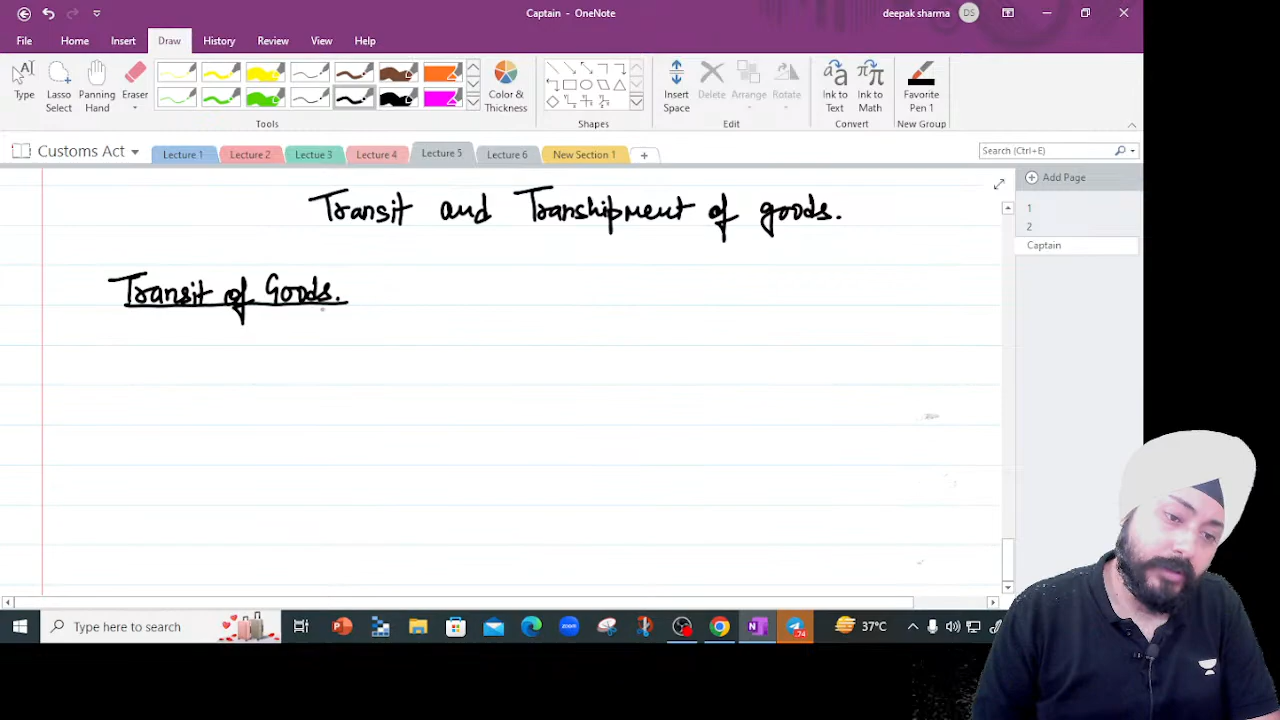 Captain - OneNote
deepak sharma DS
File Home Insert Draw History Review View Help
Type Lasso Select Panning Hand Eraser Color & Thickness Insert Space Delete Arrange Rotate Ink to Text Ink to Math Favorite Pen 1
Tools Shapes Edit Convert New Group
Customs Act Lecture 1 Lecture 2 Lectue 3 Lecture 4 Lecture 5 Lecture 6 New Section 1 + Search (Ctrl+E)
Add Page
1
2
Captain
Transit and Transhipment of goods.
Transit of Goods.
Type here to search
zoom
N
74
37°C